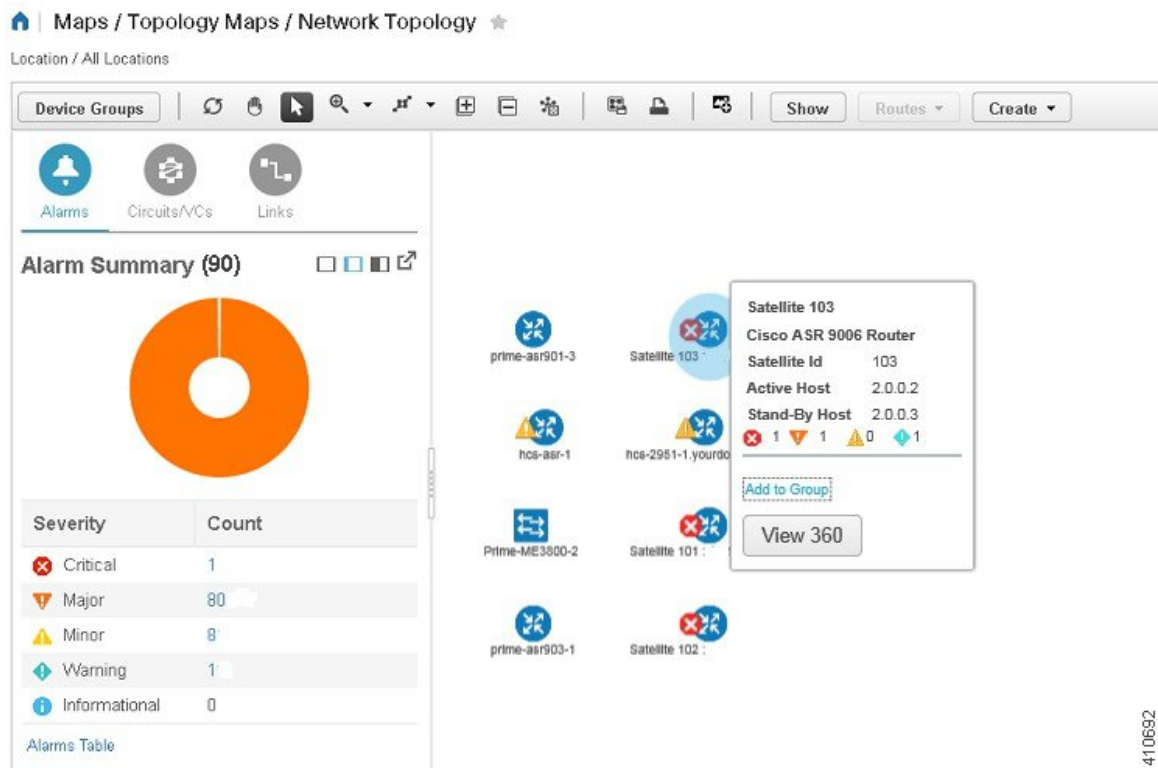 Maps / Topology Maps / Network Topology
Location / All Locations
Device Groups Show Routes Create
Alarms Circuits/VCs Links
Alarm Summary (90)
Severity Count
Critical 1
Major 80
Minor 8
Warning 1
Informational 0
Alarms Table
prime-asr901-3 Satellite 103
hcs-asr-1 hcs-2951-1.yourdo
Prime-ME3800-2 Satellite 101 :
prime-asr903-1 Satellite 102 :
Satellite 103
Cisco ASR 9006 Router
Satellite Id 103
Active Host 2.0.0.2
Stand-By Host 2.0.0.3
1 1 0 1
Add to Group
View 360
410692